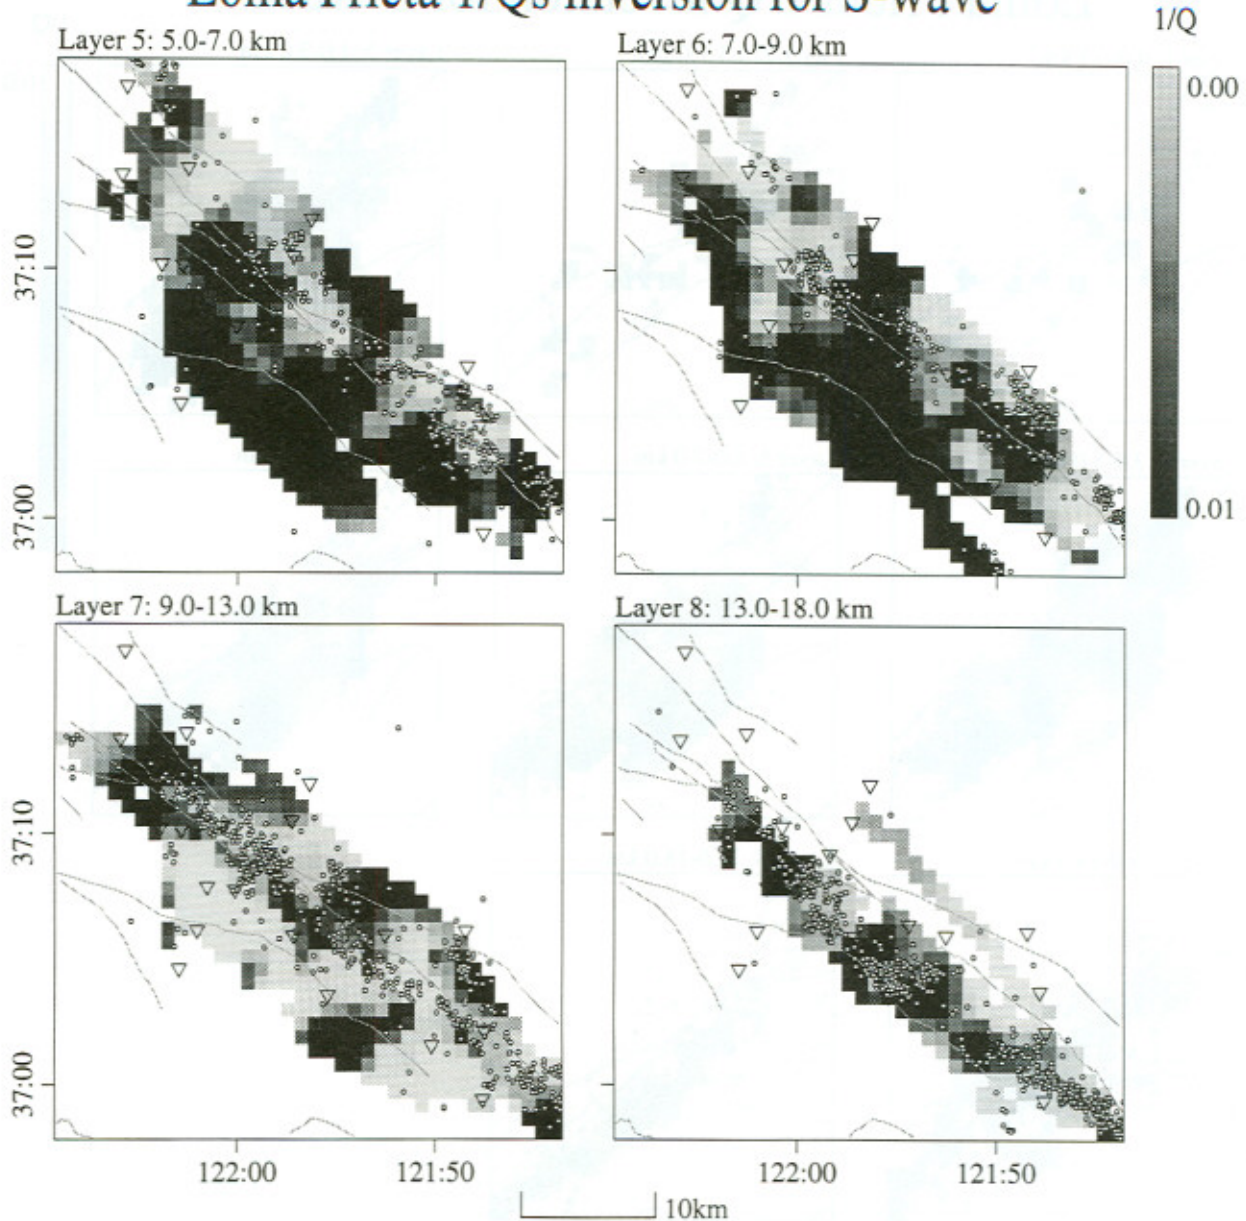 Loma Prieta 1/Qs inversion for S-wave
1/Q
Layer 5: 5.0-7.0 km
Layer 6: 7.0-9.0 km
0.00
0.01
37:10
37:00
Layer 7: 9.0-13.0 km
Layer 8: 13.0-18.0 km
37:10
37:00
122:00
121:50
122:00
121:50
10km